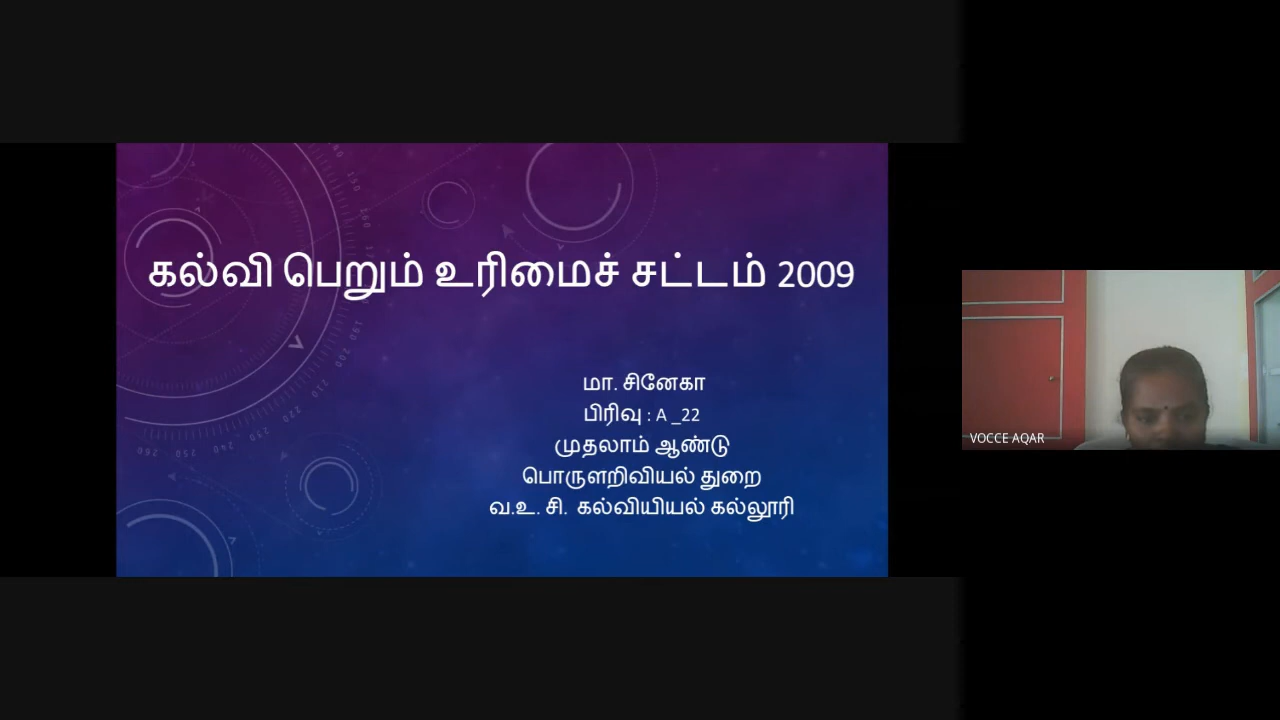 கல்வி பெறும் உரிமைச் சட்டம் 2009
மா. சினேகா
பிரிவு : A _22
முதலாம் ஆண்டு
பொருளறிவியல் துறை
வ.உ. சி. கல்வியியல் கல்லூரி
VOCCE AQAR